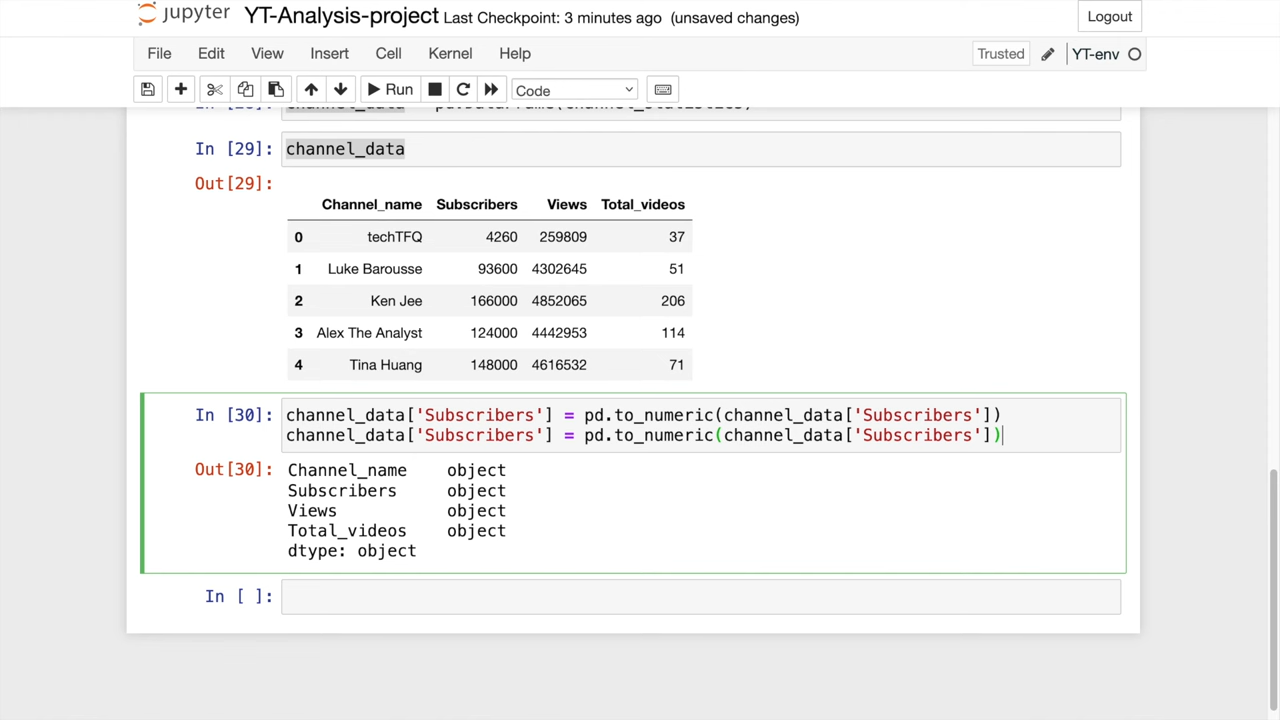 jupyter YT-Analysis-project Last Checkpoint: 3 minutes ago (unsaved changes) Logout
File Edit View Insert Cell Kernel Help Trusted YT-env
Run Code
In [29]: channel_data
Out[29]:
Channel_name Subscribers Views Total_videos
0 techTFQ 4260 259809 37
1 Luke Barousse 93600 4302645 51
2 Ken Jee 166000 4852065 206
3 Alex The Analyst 124000 4442953 114
4 Tina Huang 148000 4616532 71
In [30]: channel_data['Subscribers'] = pd.to_numeric(channel_data['Subscribers'])
channel_data['Subscribers'] = pd.to_numeric(channel_data['Subscribers'])
Out[30]: Channel_name object
Subscribers object
Views object
Total_videos object
dtype: object
In [ ]: